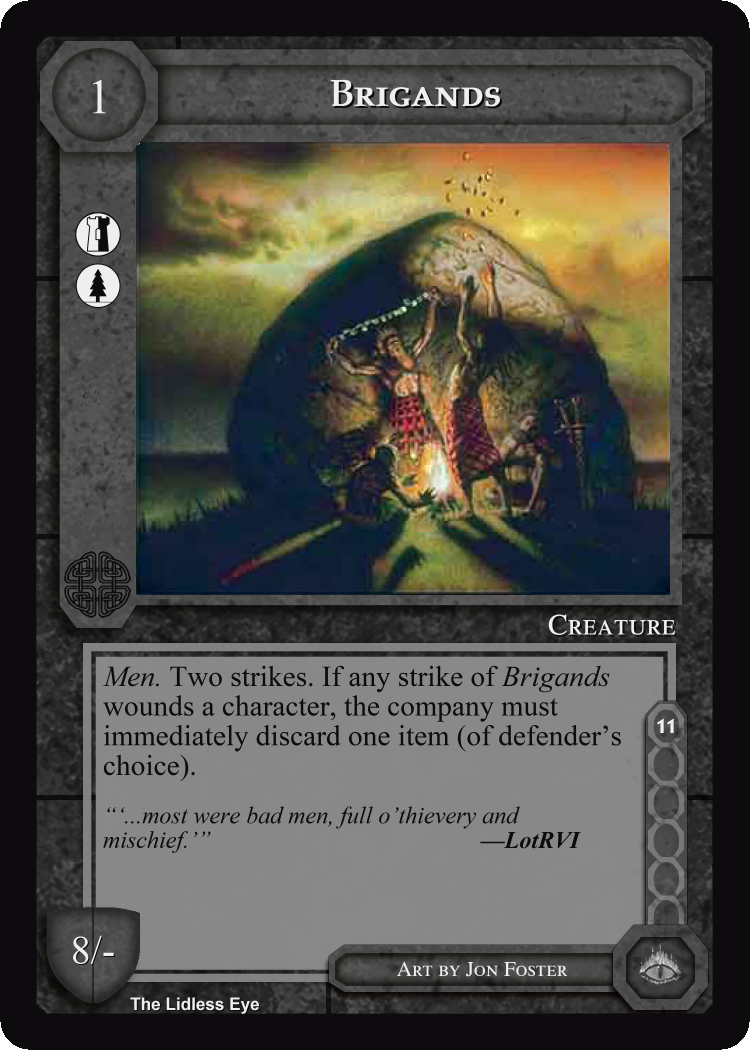 1
BRIGANDS
CREATURE
Men. Two strikes. If any strike of Brigands
wounds a character, the company must
immediately discard one item (of defender’s
choice).
11
“‘...most were bad men, full o’thievery and
mischief.’” —LotRVI
8/-
ART BY JON FOSTER
The Lidless Eye